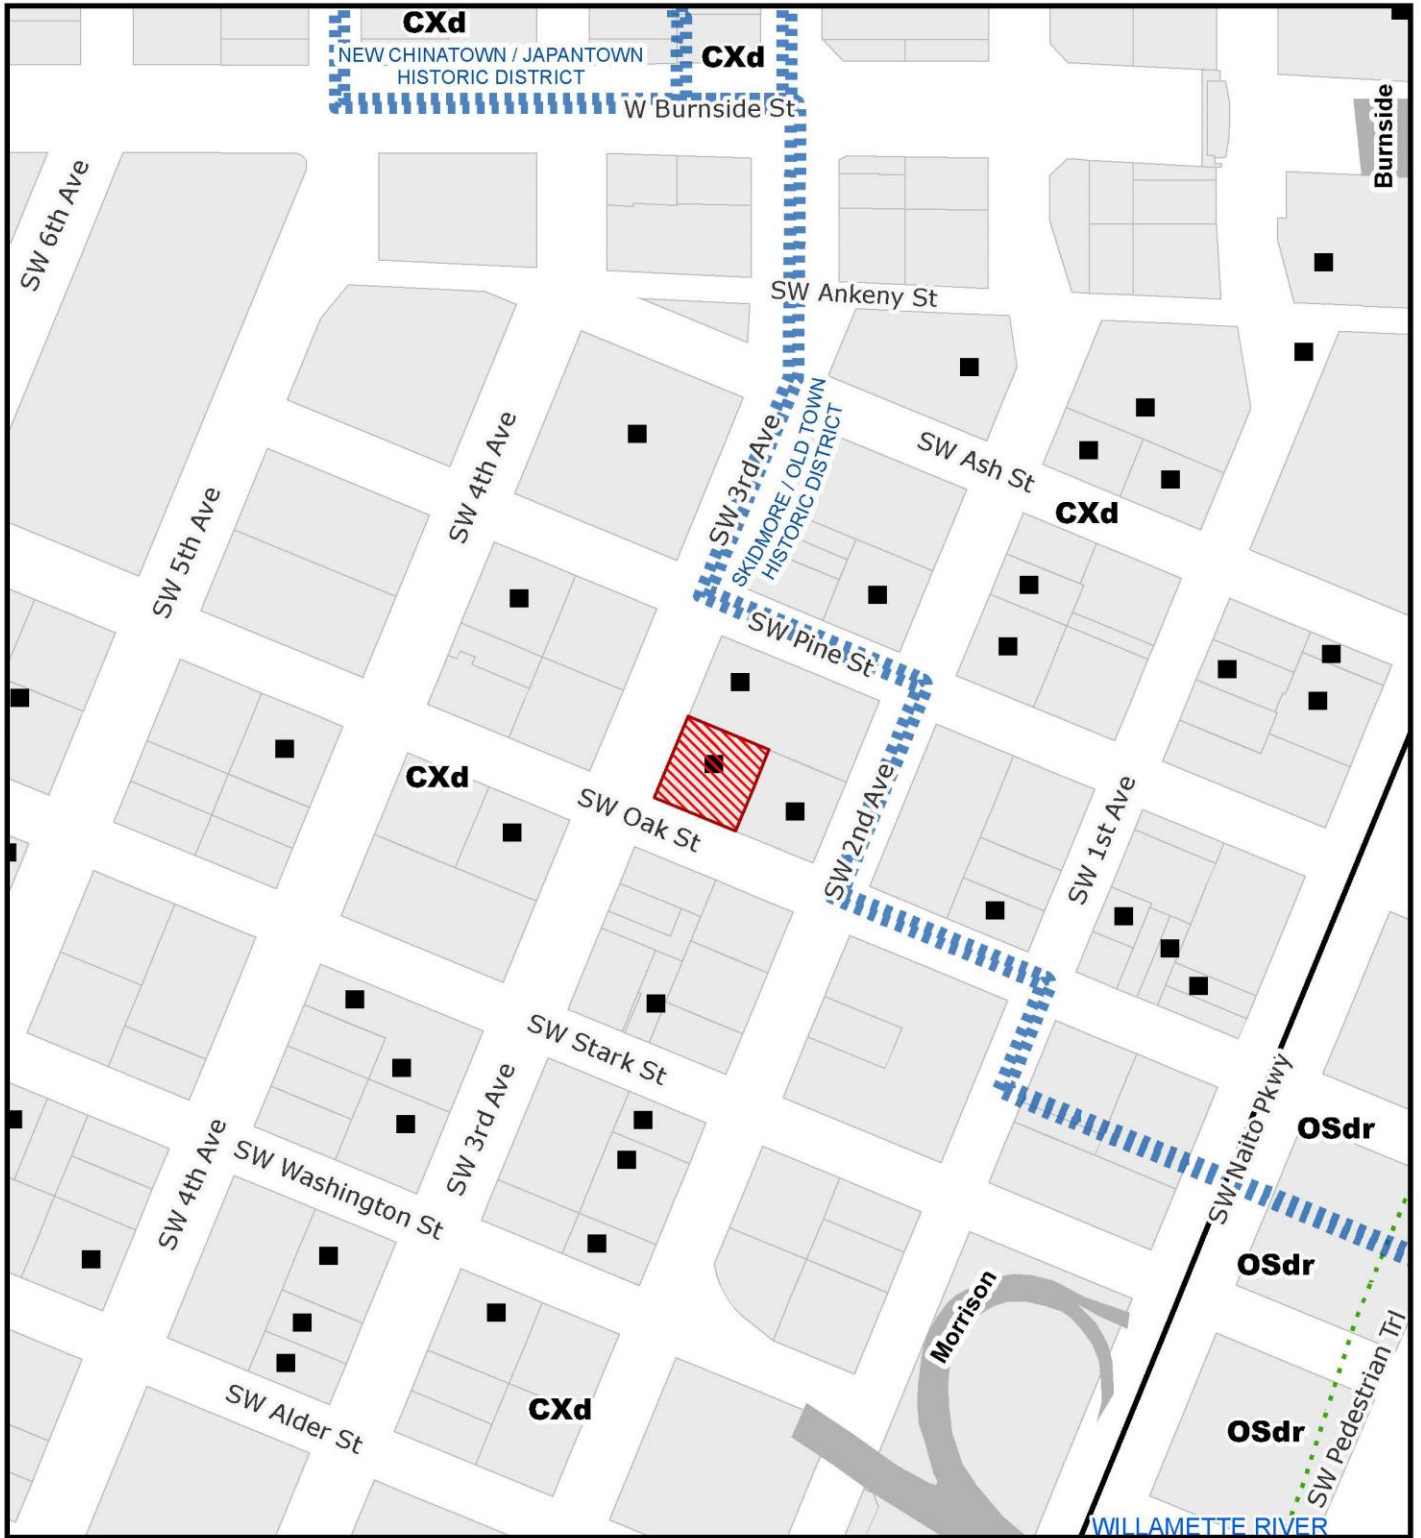 CXd
NEW CHINATOWN / JAPANTOWN
HISTORIC DISTRICT
CXd
W Burnside St
Burnside
SW 6th Ave
SW Ankeny St
SW 4th Ave
SW 3rd Ave
SKIDMORE / OLD TOWN
HISTORIC DISTRICT
SW Ash St
CXd
SW 5th Ave
SW Pine St
CXd
SW Oak St
SW 2nd Ave
SW 1st Ave
SW Stark St
SW 3rd Ave
SW Naito Pkwy
OSdr
SW 4th Ave
SW Washington St
OSdr
Morrison
SW Alder St
CXd
OSdr
SW Pedestrian Trl
WILLAMETTE RIVER